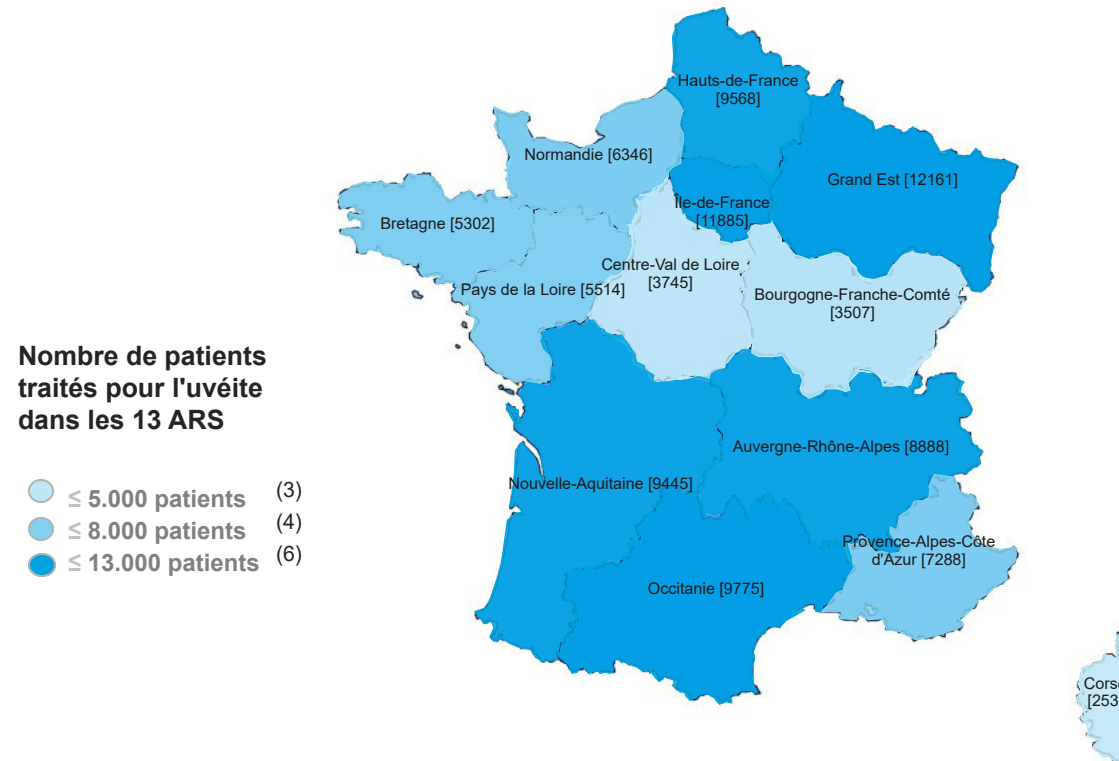 Hauts-de-France
[9568]
Normandie [6346]
Grand Est [12161]
Île-de-France
[11885]
Bretagne [5302]
Centre-Val de Loire
[3745]
Pays de la Loire [5514]
Bourgogne-Franche-Comté
[3507]
Nombre de patients
traités pour l'uvéite
dans les 13 ARS
≤ 5.000 patients (3)
≤ 8.000 patients (4)
≤ 13.000 patients (6)
Auvergne-Rhône-Alpes [8888]
Nouvelle-Aquitaine [9445]
Provence-Alpes-Côte
d'Azur [7288]
Occitanie [9775]